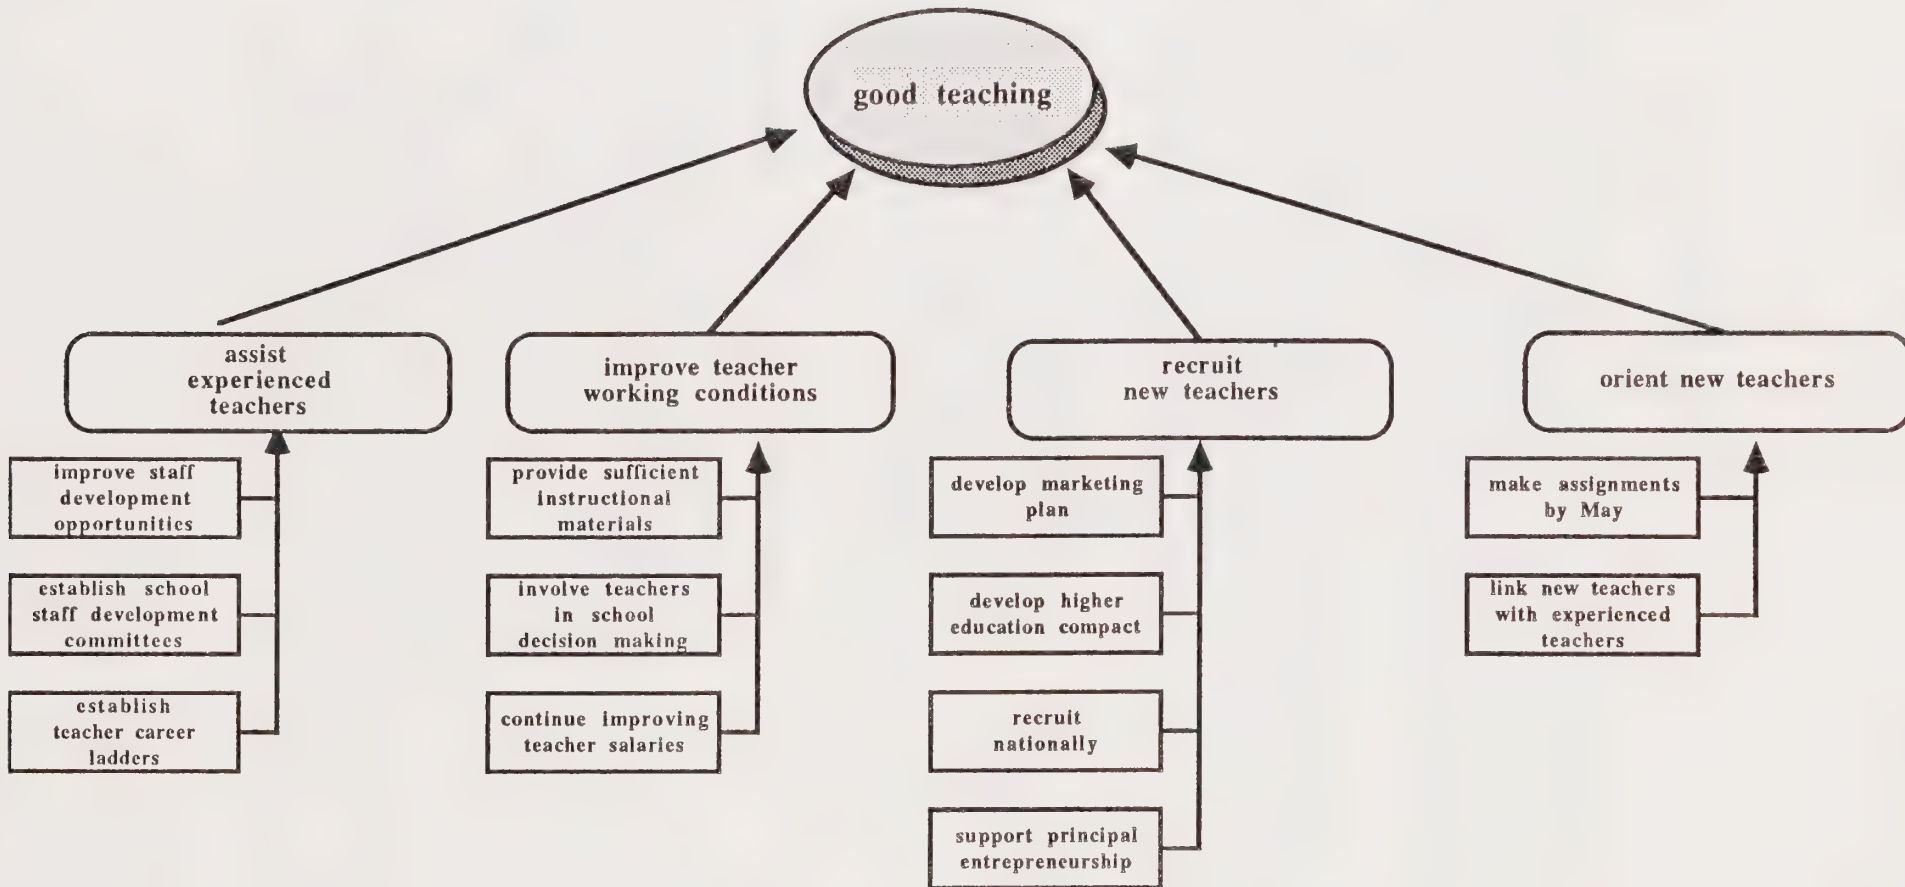 good teaching
assist
experienced
teachers
improve staff
development
opportunities
establish school
staff development
committees
establish
teacher career
ladders
improve teacher
working conditions
provide sufficient
instructional
materials
involve teachers
in school
decision making
continue improving
teacher salaries
recruit
new teachers
develop marketing
plan
develop higher
education compact
recruit
nationally
support principal
entrepreneurship
orient new teachers
make assignments
by May
link new teachers
with experienced
teachers